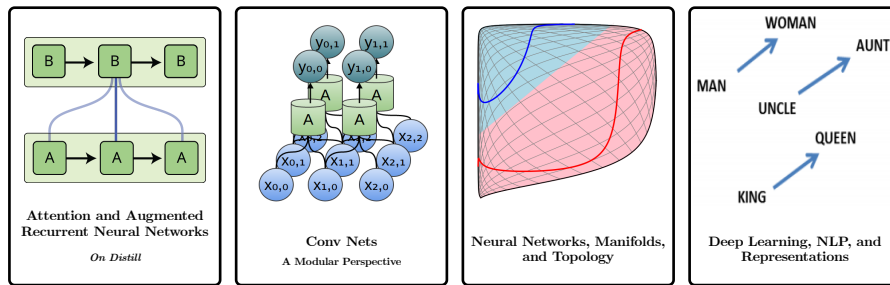 B
B
B
A
A
A
Attention and Augmented
Recurrent Neural Networks
On Distill
y0,1
y1,1
y0,0
y1,0
A
A
A
A
x2,2
x0,1
x1,1
x2,1
x0,0
x1,0
x2,0
Conv Nets
A Modular Perspective
Neural Networks, Manifolds,
and Topology
WOMAN
AUNT
MAN
UNCLE
QUEEN
KING
Deep Learning, NLP, and
Representations